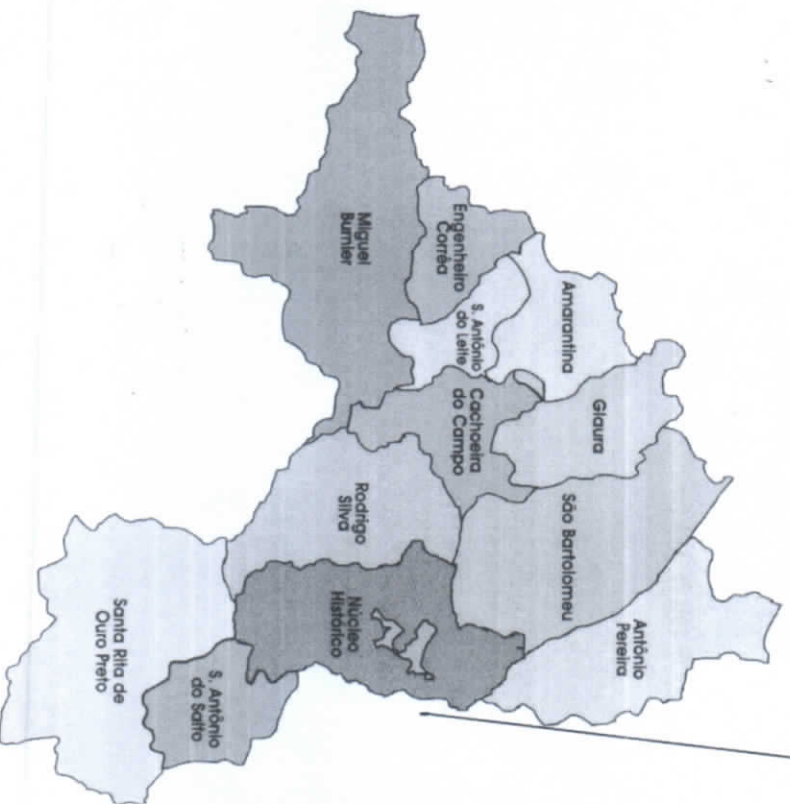 Miguel
Burnier
Engenheiro
Corrêa
S. Antônio
do Leite
Amarantina
Glaura
Cachoeira
do Campo
São Bartolomeu
Antônio
Pereira
Rodrigo
Silva
Núcleo
Histórico
Santa Rita de
Ouro Preto
S. Antônio
do Salto